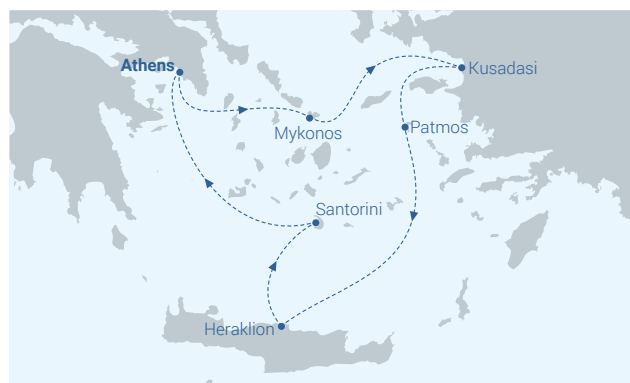 Athens
Kusadasi
Mykonos
Patmos
Santorini
Heraklion